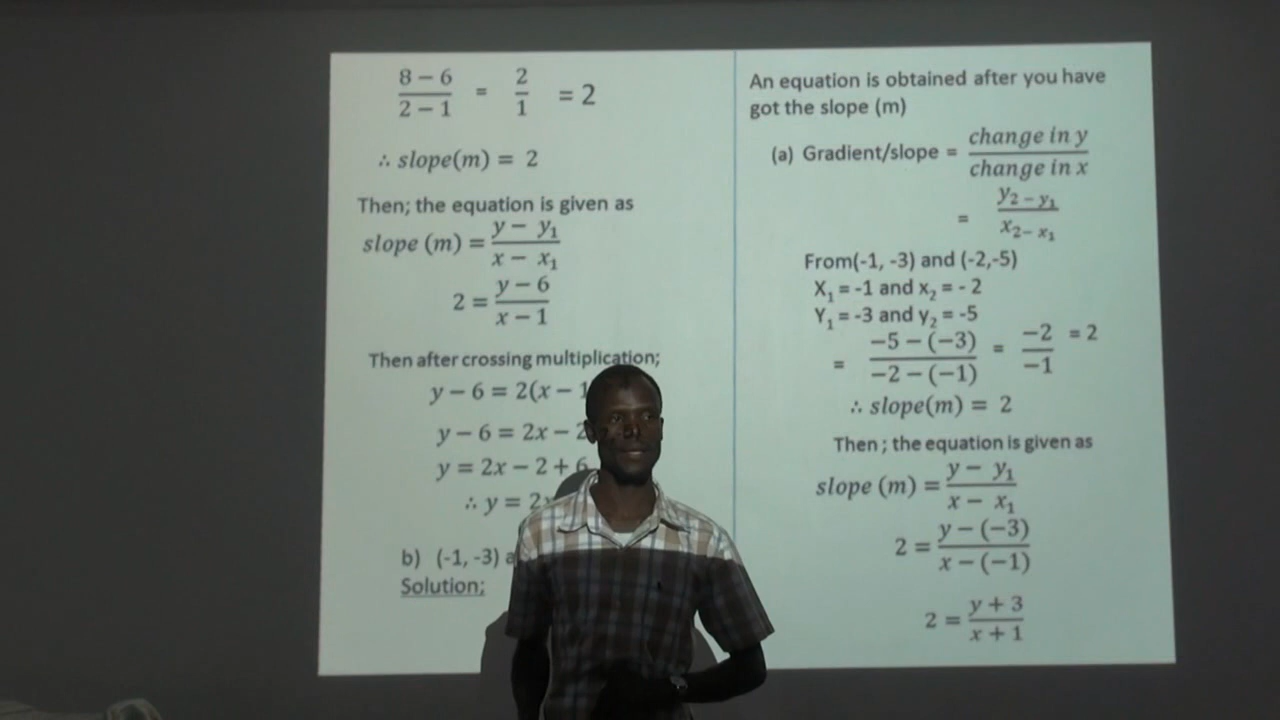 8 − 6 / 2 − 1 = 2 / 1 = 2
∴ slope(m) = 2
Then; the equation is given as
slope (m) = y − y₁ / x − x₁
2 = y − 6 / x − 1
Then after crossing multiplication;
y − 6 = 2(x − 1
y − 6 = 2x − 2
y = 2x − 2 + 6
∴ y = 2x
b) (-1, -3) a
Solution;
An equation is obtained after you have
got the slope (m)
(a) Gradient/slope = change in y / change in x
= y₂ − y₁ / x₂ − x₁
From(-1, -3) and (-2,-5)
X₁ = -1 and x₂ = - 2
Y₁ = -3 and y₂ = -5
= −5 − (−3) / −2 − (−1) = −2 / −1 = 2
∴ slope(m) = 2
Then ; the equation is given as
slope (m) = y − y₁ / x − x₁
2 = y − (−3) / x − (−1)
2 = y + 3 / x + 1